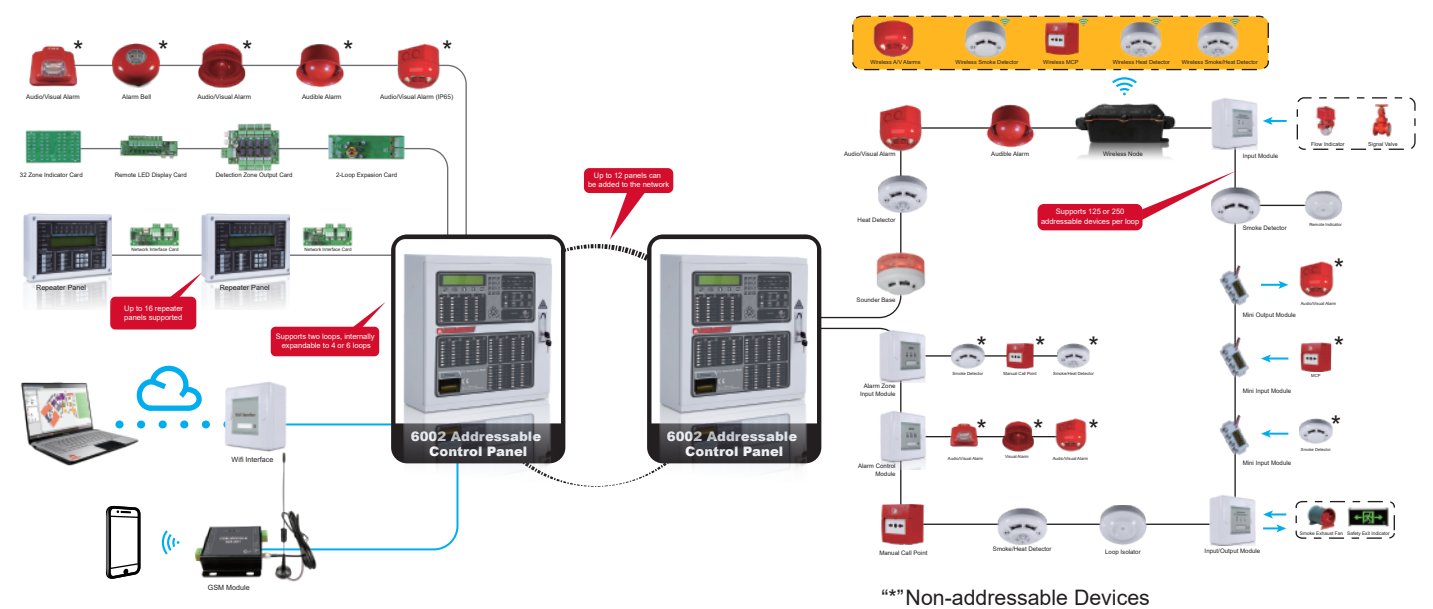 *
*
*
*
*
Audio/Visual Alarm
Alarm Bell
Audio/Visual Alarm
Audible Alarm
Audio/Visual Alarm (IP65)
32 Zone Indicator Card
Remote LED Display Card
Detection Zone Output Card
2-Loop Expasion Card
Network Interface Card
Network Interface Card
Repeater Panel
Repeater Panel
Up to 16 repeater
panels supported
Supports two loops, internally
expandable to 4 or 6 loops
Up to 12 panels can
be added to the network
6002 Addressable
Control Panel
6002 Addressable
Control Panel
Wifi Interface
GSM Module
Wireless A/V Alarms
Wireless Smoke Detector
Wireless MCP
Wireless Heat Detector
Wireless Smoke/Heat Detector
Audio/Visual Alarm
Audible Alarm
Wireless Node
Input Module
Flow Indicator
Signal Valve
Supports 125 or 250
addressable devices per loop
Heat Detector
Smoke Detector
Remote Indicator
Sounder Base
*
Audio/Visual Alarm
Mini Output Module
*
*
*
Smoke Detector
Manual Call Point
Smoke/Heat Detector
Alarm Zone
Input Module
*
MCP
Mini Input Module
*
*
*
Audio/Visual Alarm
Visual Alarm
Audio/Visual Alarm
Alarm Control
Module
*
Smoke Detector
Mini Input Module
Manual Call Point
Smoke/Heat Detector
Loop Isolator
Input/Output Module
Smoke Exhaust Fan
Safety Exit Indicator
"*"Non-addressable Devices